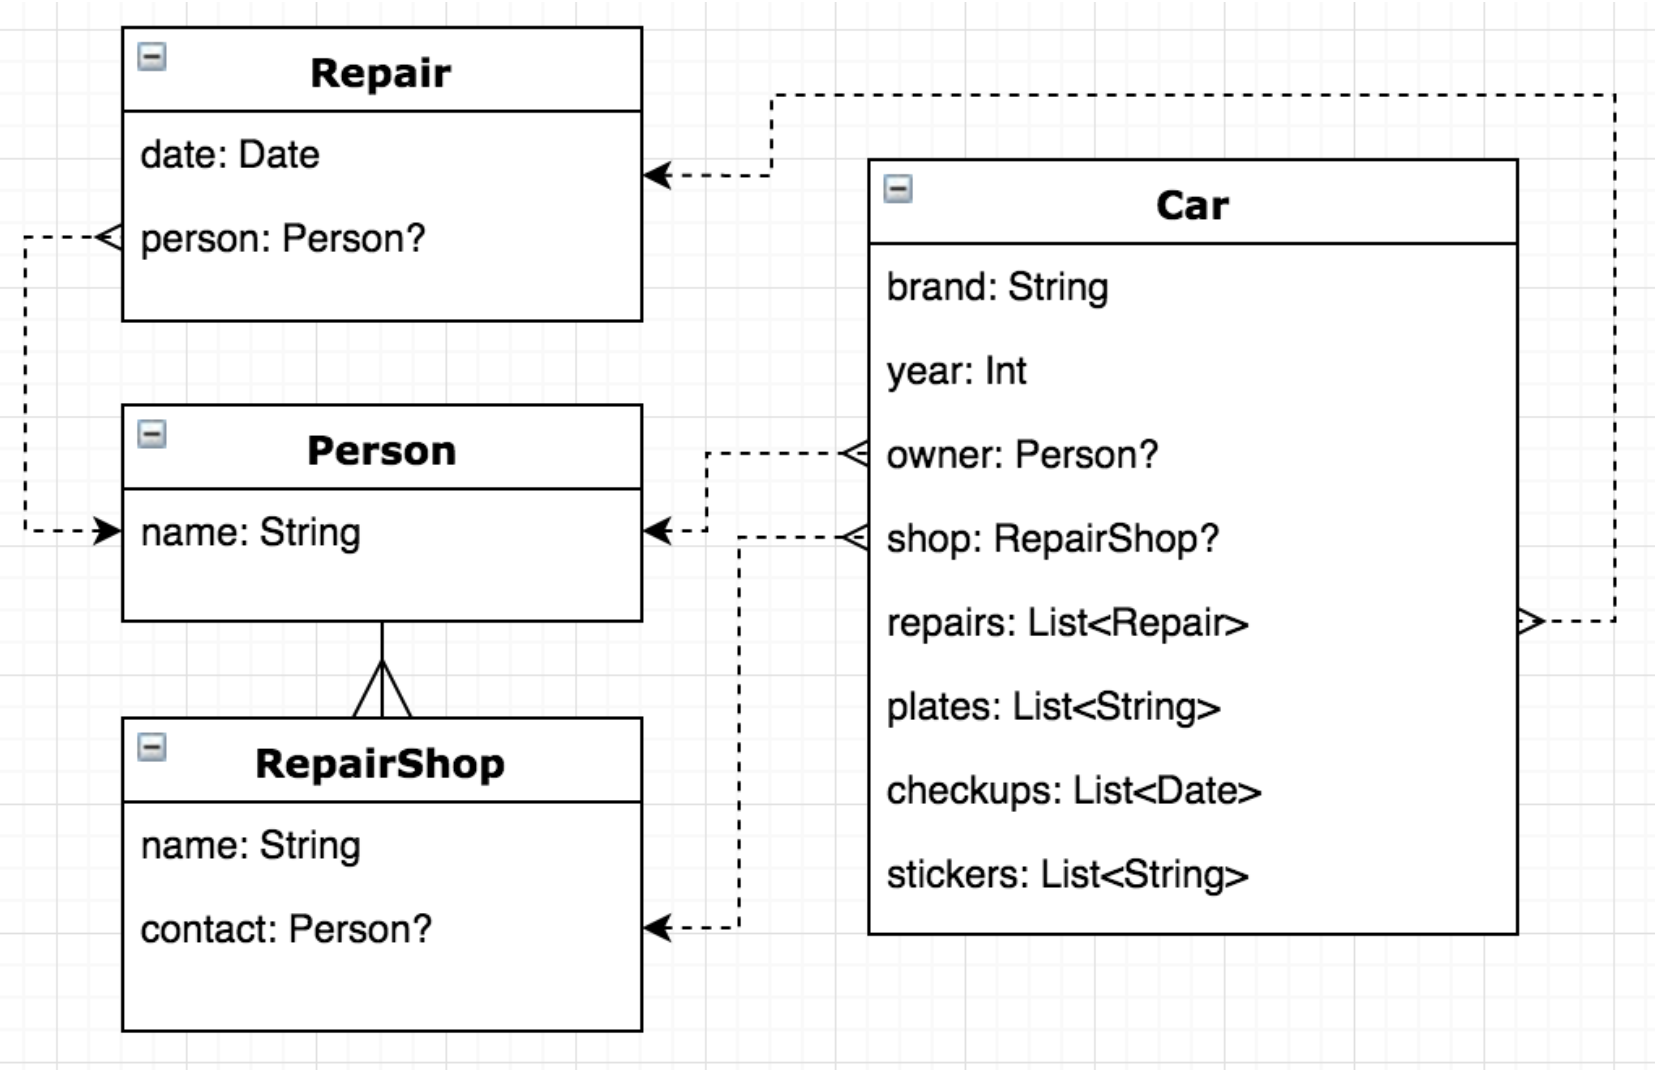 Repair
date: Date
person: Person?
Person
name: String
RepairShop
name: String
contact: Person?
Car
brand: String
year: Int
owner: Person?
shop: RepairShop?
repairs: List<Repair>
plates: List<String>
checkups: List<Date>
stickers: List<String>